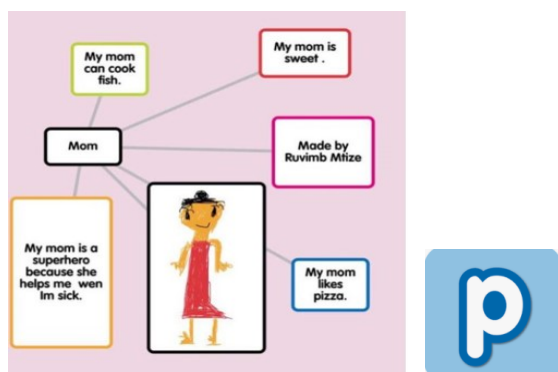 My mom
can cook
fish.
My mom is
sweet .
Mom
Made by
Ruvimb Mtize
My mom is a
superhero
because she
helps me  wen
Im sick.
My mom
likes
pizza.
p